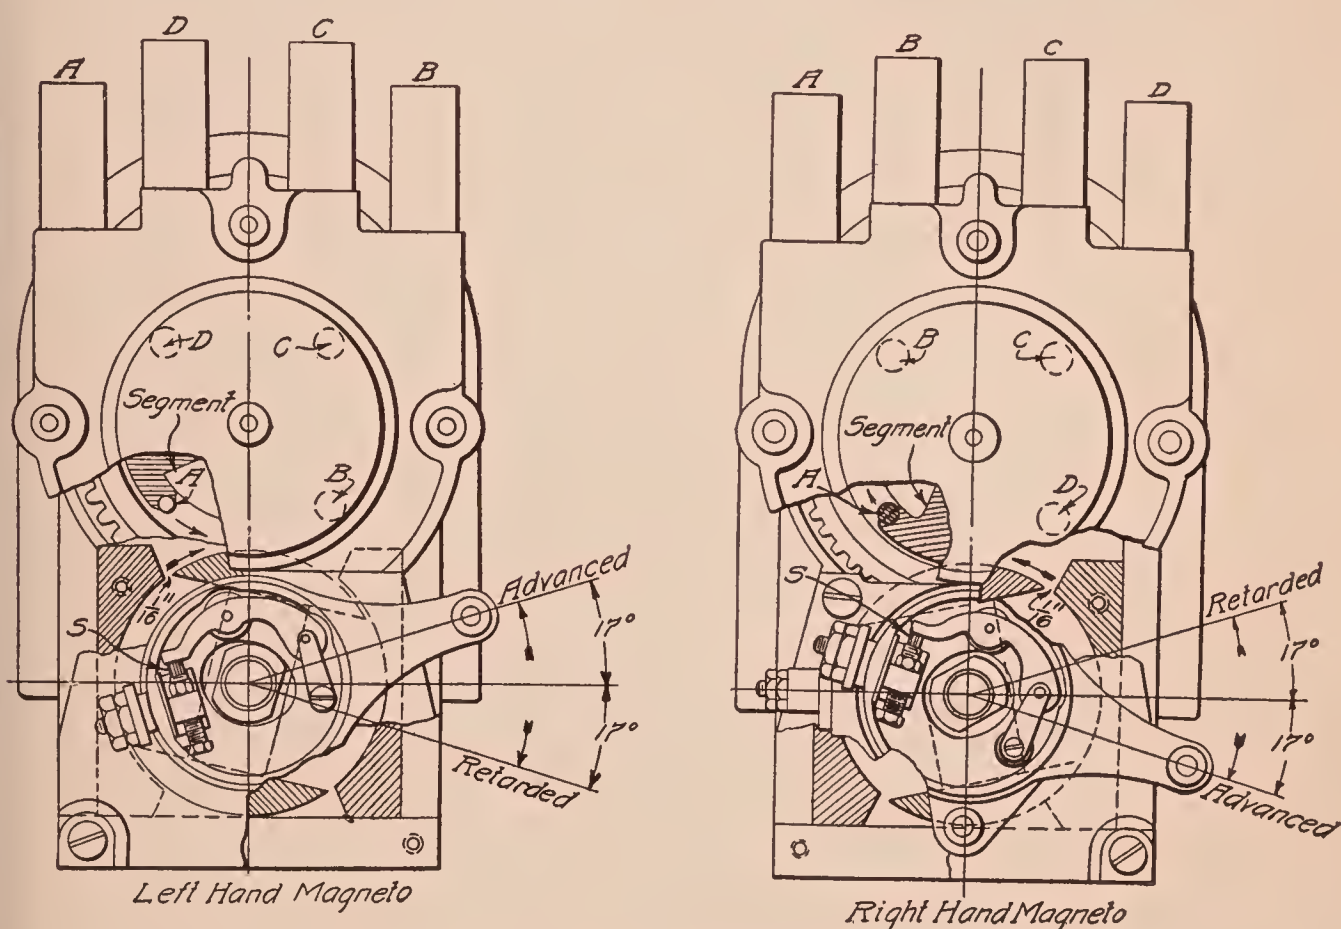 A
D
C
B
D
C
Segment
A
B
1/16"
S
Advanced
17°
17°
Retarded
Left Hand Magneto
A
B
C
D
B
C
Segment
A
D
S
1/16"
Retarded
17°
17°
Advanced
Right Hand Magneto